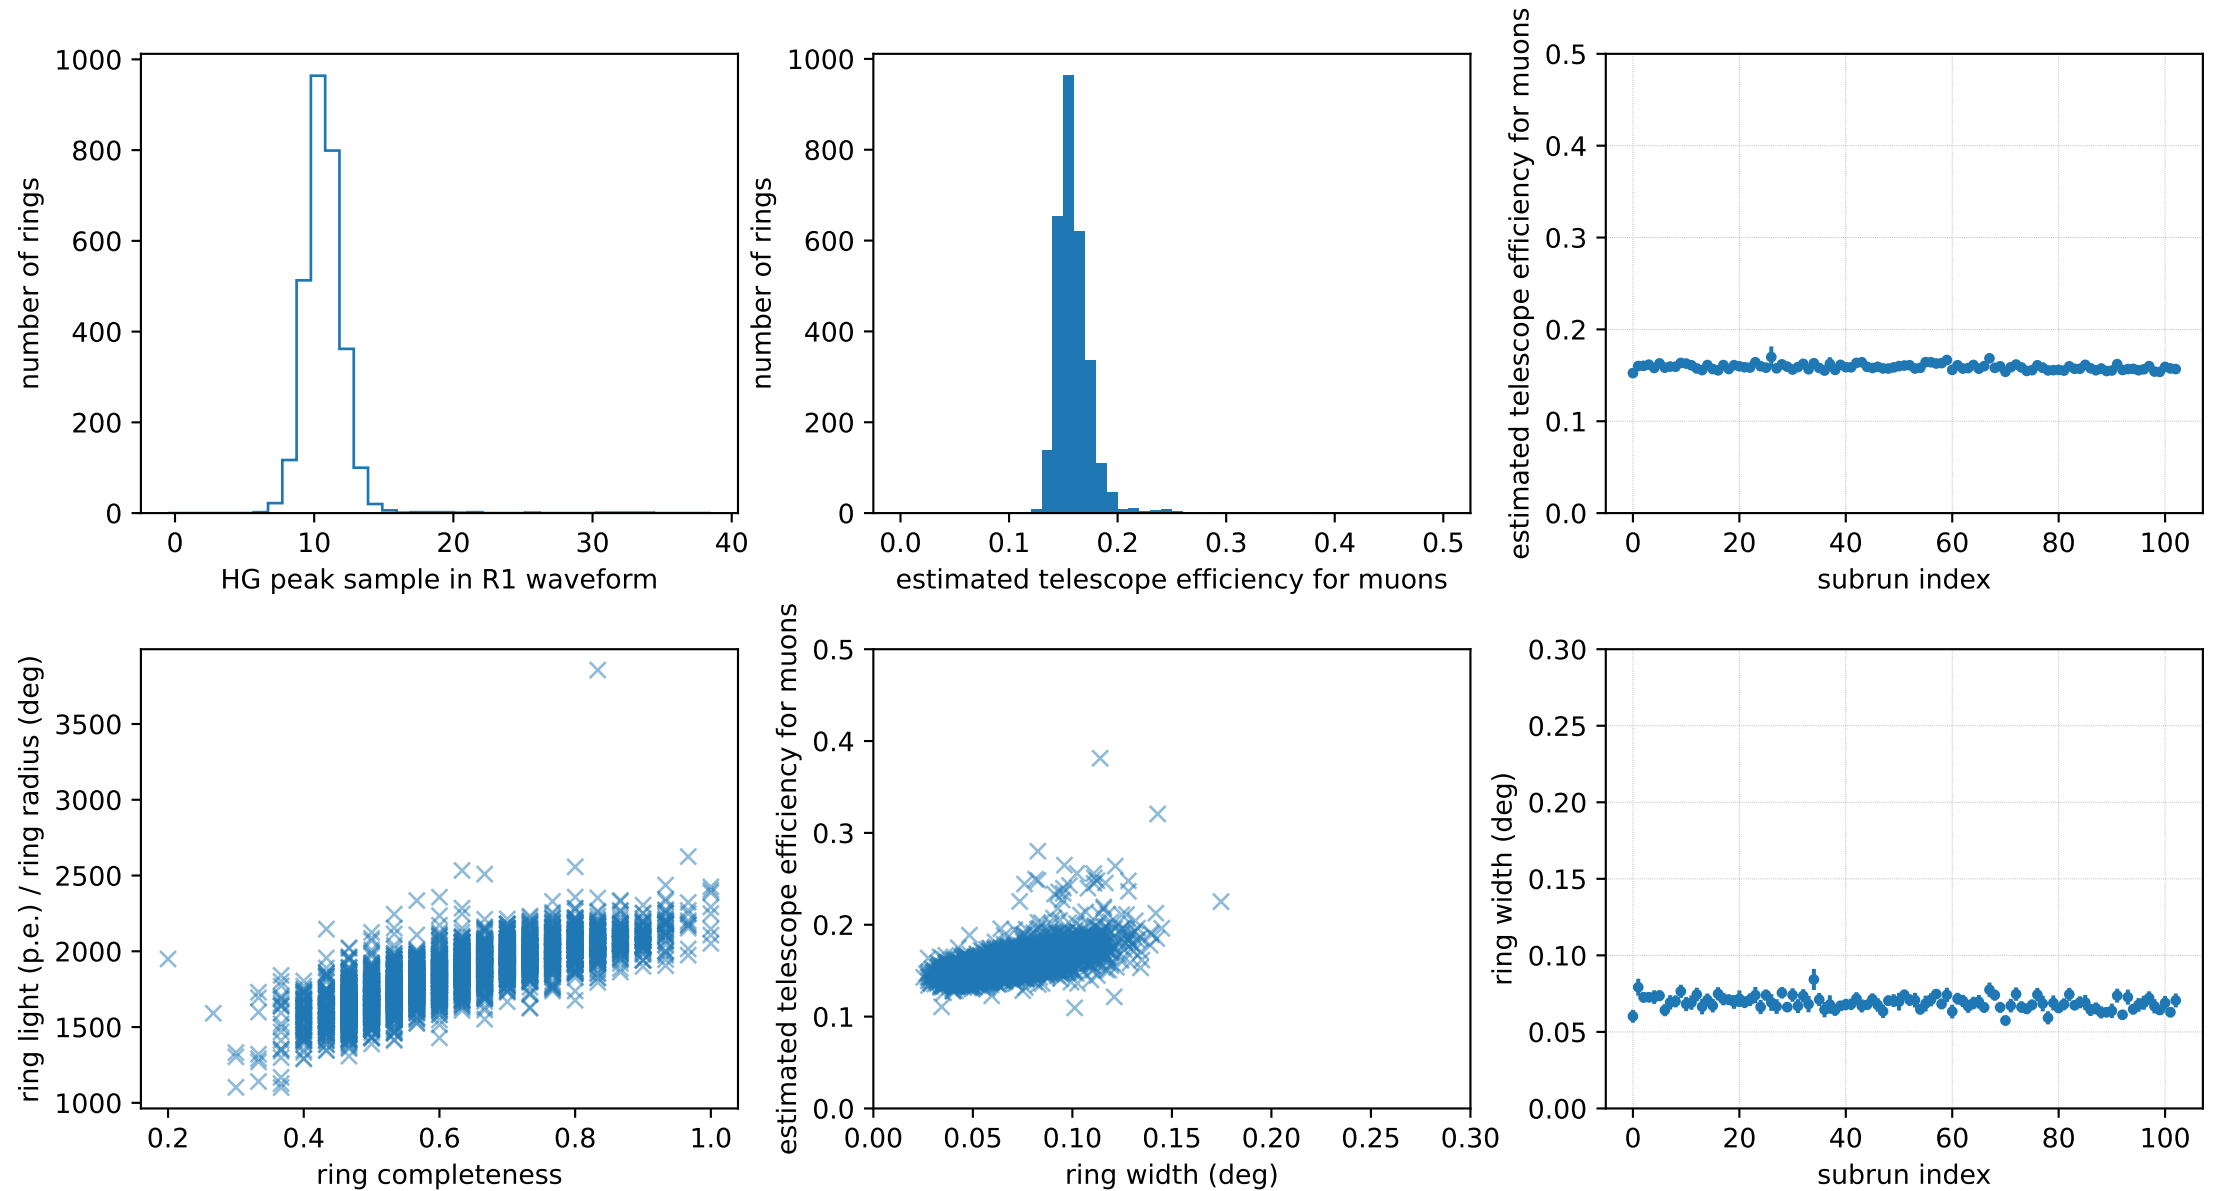 1000
800
600
400
200
0
number of rings
0 10 20 30 40
HG peak sample in R1 waveform
1000
800
600
400
200
0
number of rings
0.0 0.1 0.2 0.3 0.4 0.5
estimated telescope efficiency for muons
0.5
0.4
0.3
0.2
0.1
0.0
estimated telescope efficiency for muons
0 20 40 60 80 100
subrun index
3500
3000
2500
2000
1500
1000
ring light (p.e.) / ring radius (deg)
0.2 0.4 0.6 0.8 1.0
ring completeness
0.5
0.4
0.3
0.2
0.1
0.0
estimated telescope efficiency for muons
0.00 0.05 0.10 0.15 0.20 0.25 0.30
ring width (deg)
0.30
0.25
0.20
0.15
0.10
0.05
0.00
ring width (deg)
0 20 40 60 80 100
subrun index